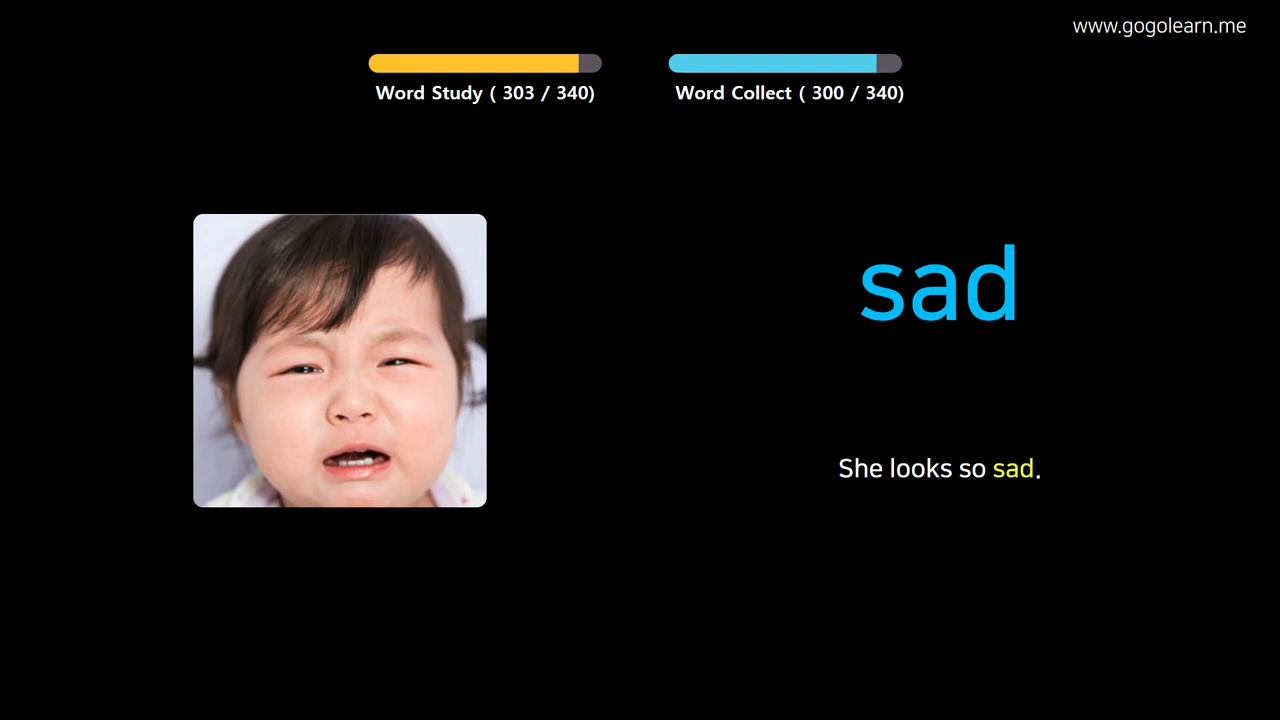 www.gogolearn.me
Word Study ( 303 / 340)
Word Collect ( 300 / 340)
sad
She looks so sad.